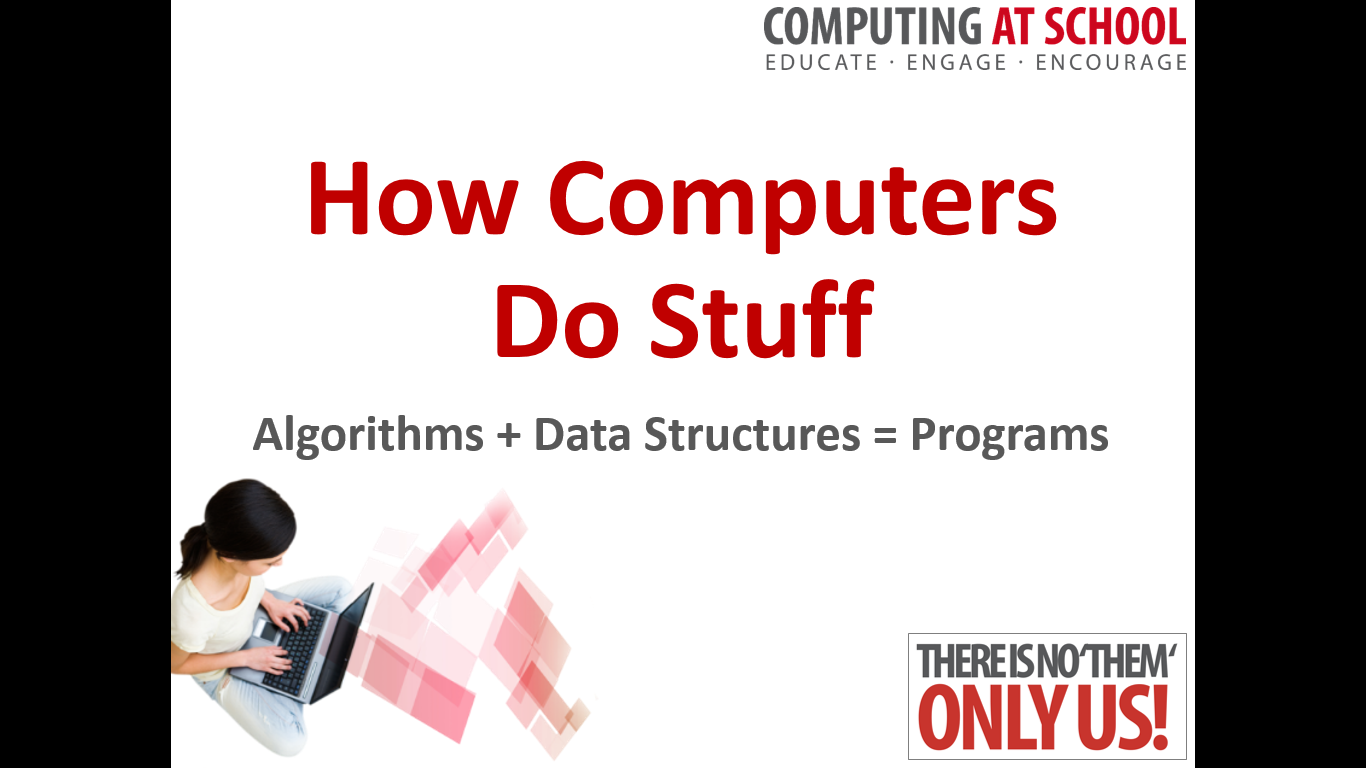 COMPUTING AT SCHOOL
EDUCATE · ENGAGE · ENCOURAGE
How Computers
Do Stuff
Algorithms + Data Structures = Programs
THERE IS NO ‘THEM‘
ONLY US!